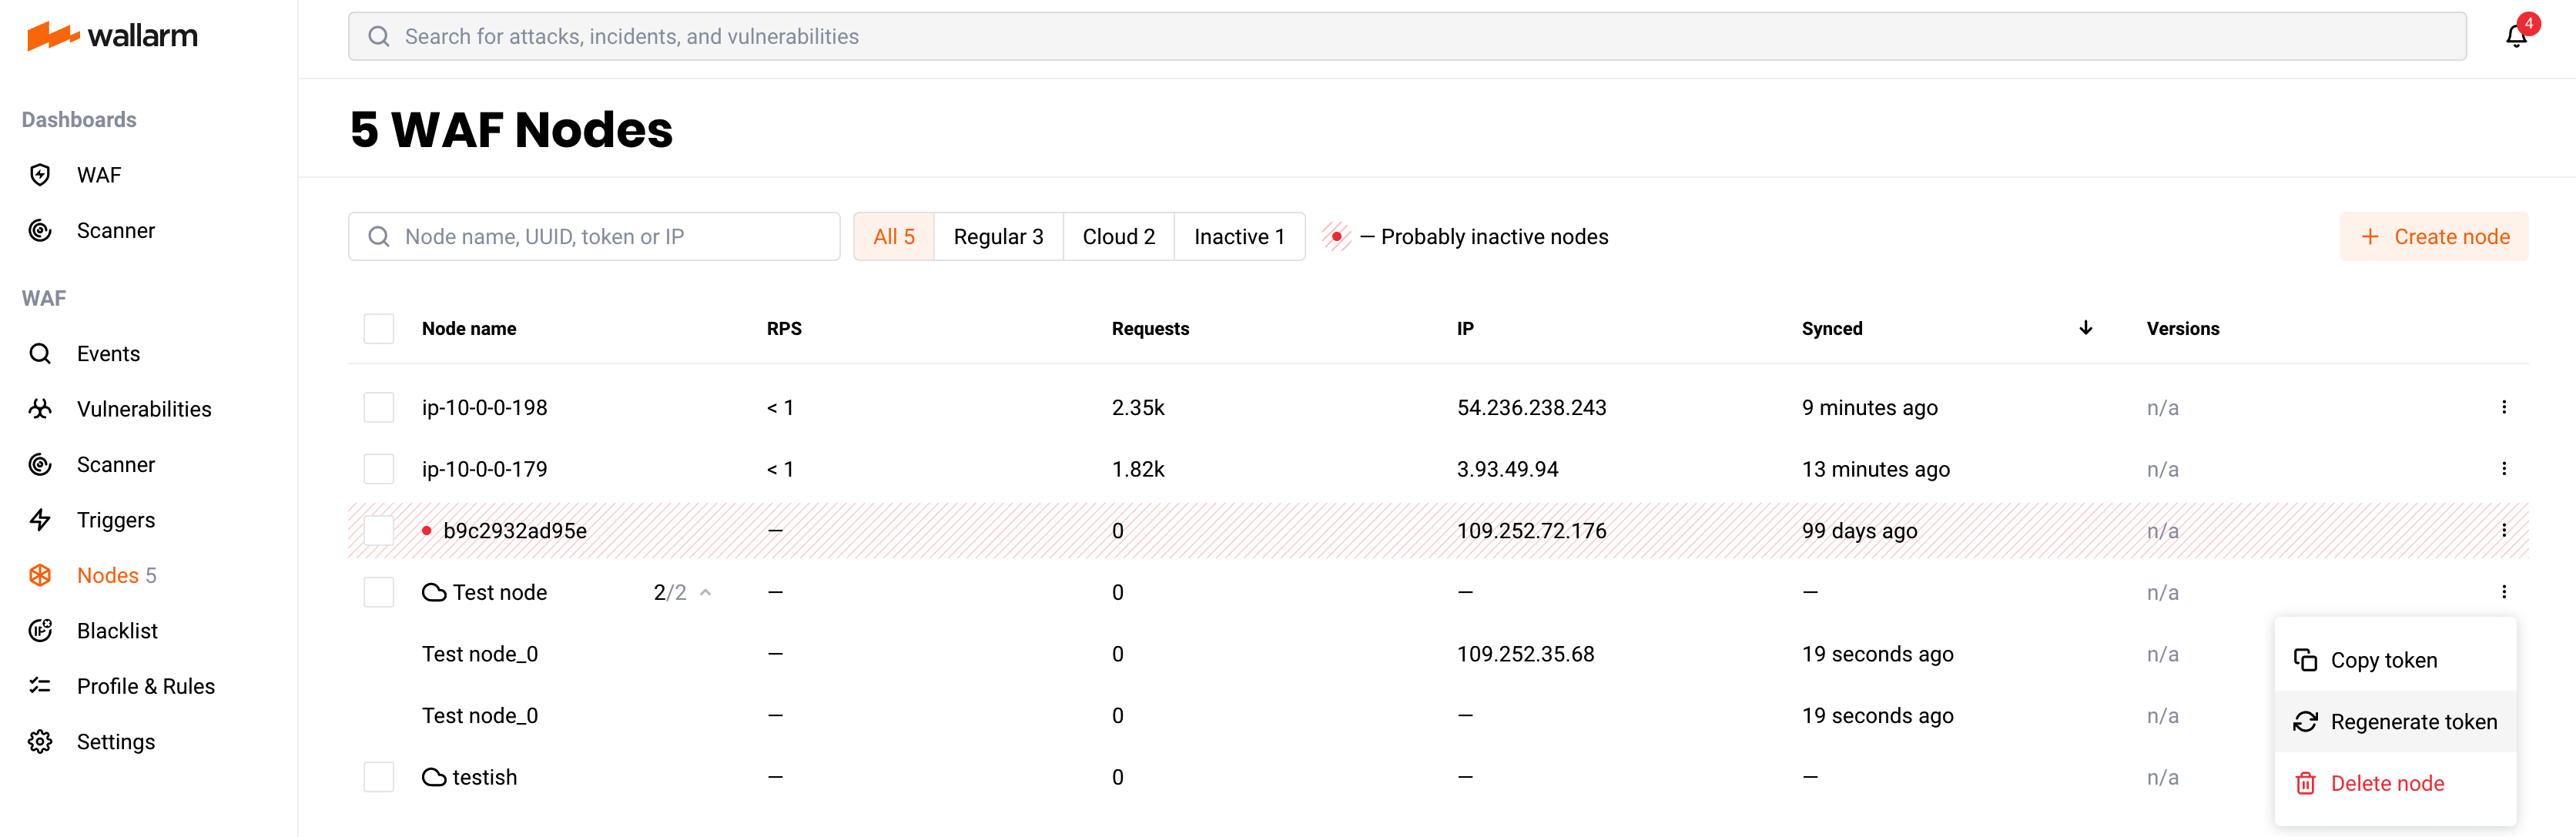 wallarm
Search for attacks, incidents, and vulnerabilities
4
Dashboards
WAF
Scanner
WAF
Events
Vulnerabilities
Scanner
Triggers
Nodes 5
Blacklist
Profile & Rules
Settings
5 WAF Nodes
Node name, UUID, token or IP
All 5 Regular 3 Cloud 2 Inactive 1 — Probably inactive nodes
+ Create node
Node name RPS Requests IP Synced ↓ Versions
ip-10-0-0-198 < 1 2.35k 54.236.238.243 9 minutes ago n/a
ip-10-0-0-179 < 1 1.82k 3.93.49.94 13 minutes ago n/a
b9c2932ad95e — 0 109.252.72.176 99 days ago n/a
Test node 2/2 — 0 — — n/a
Test node_0 — 0 109.252.35.68 19 seconds ago n/a
Test node_0 — 0 — 19 seconds ago n/a
testish — 0 — — n/a
Copy token
Regenerate token
Delete node